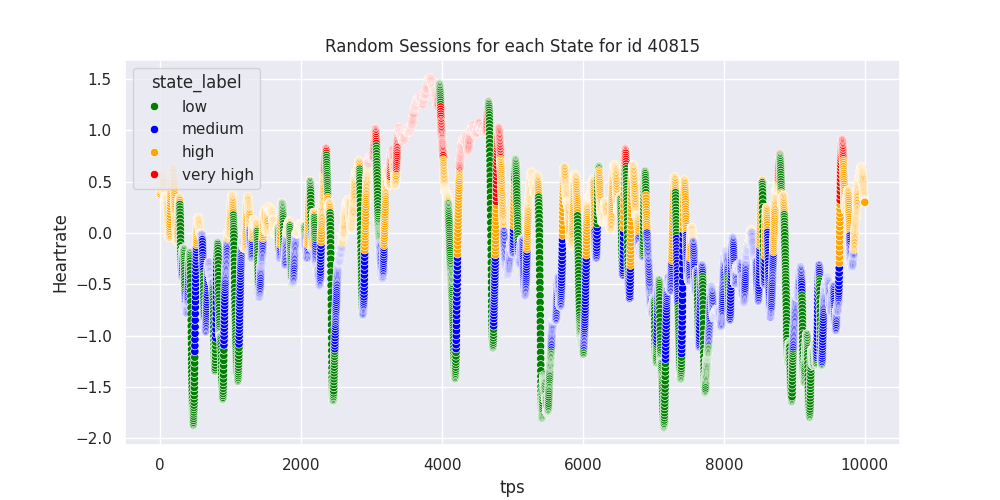 Random Sessions for each State for id 40815
state_label
low
medium
high
very high
Heartrate
1.5
1.0
0.5
0.0
−0.5
−1.0
−1.5
−2.0
0
2000
4000
6000
8000
10000
tps